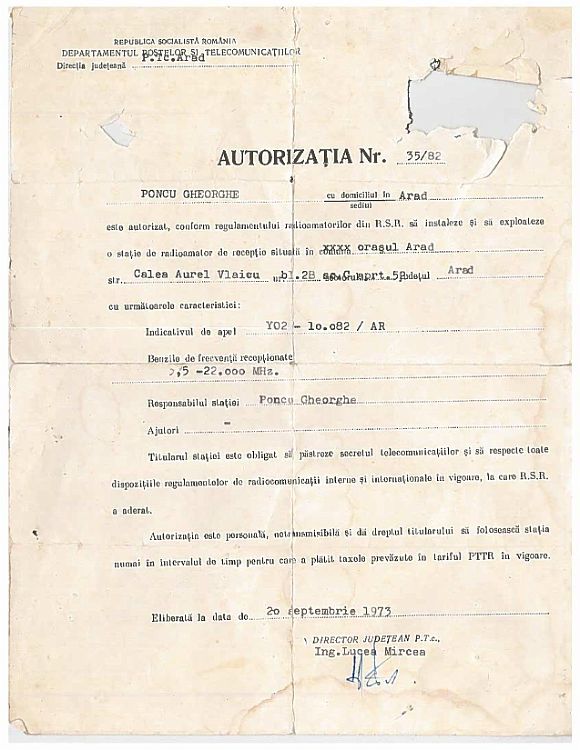 REPUBLICA SOCIALISTĂ ROMÂNIA
DEPARTAMENTUL POȘTELOR ȘI TELECOMUNICAȚIILOR
Direcția județeană P.Tc.Arad
AUTORIZAȚIA Nr. 35/82
PONCU GHEORGHE cu domiciliul în Arad
sediul
este autorizat, conform regulamentului radioamatorilor din R.S.R. să instaleze și să exploateze
o stație de radioamator de recepție situată în comuna xxxx orașul Arad
str. Calea Aurel Vlaicu bl.2B sc.C aprt.5 județul Arad
cu următoarele caracteristici:
Indicativul de apel YO2 - 10.082 / AR
Benzile de frecvență recepționate
,5 -22.000 MHz.
Responsabilul stației Poncu Gheorghe
Ajutori -
Titularul stației este obligat să păstreze secretul telecomunicațiilor și să respecte toate
dispozițiile regulamentelor de radiocomunicații interne și internaționale în vigoare, la care R.S.R.
a aderat.
Autorizația este personală, netransmisibilă și dă dreptul titularului să folosească stația
numai în intervalul de timp pentru care a plătit taxele prevăzute în tariful PTTR în vigoare.
Eliberată la data de 20 septembrie 1973
DIRECTOR JUDEȚEAN P.Tc.,
Ing.Lucea Mircea